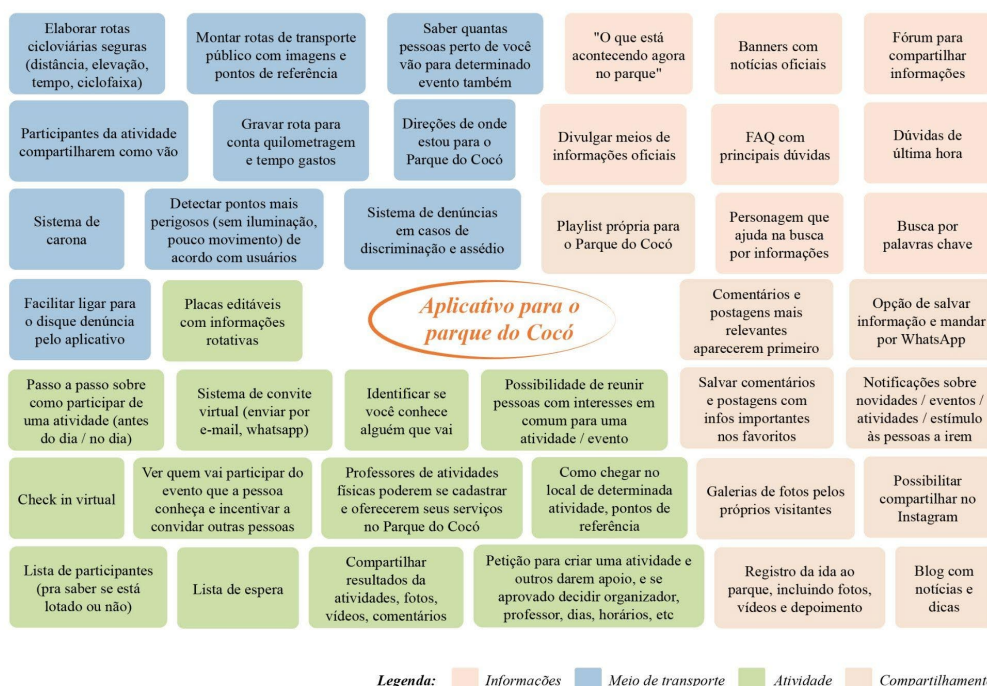 Elaborar rotas
cicloviárias seguras
(distância, elevação,
tempo, ciclofaixa)
Montar rotas de transporte
público com imagens e
pontos de referência
Saber quantas
pessoas perto de você
vão para determinado
evento também
"O que está
acontecendo agora
no parque"
Banners com
notícias oficiais
Fórum para
compartilhar
informações
Participantes da atividade
compartilharem como vão
Gravar rota para
conta quilometragem
e tempo gastos
Direções de onde
estou para o
Parque do Cocó
Divulgar meios de
informações oficiais
FAQ com
principais dúvidas
Dúvidas de
última hora
Sistema de
carona
Detectar pontos mais
perigosos (sem iluminação,
pouco movimento) de
acordo com usuários
Sistema de denúncias
em casos de
discriminação e assédio
Playlist própria para
o Parque do Cocó
Personagem que
ajuda na busca
por informações
Busca por
palavras chave
Facilitar ligar para
o disque denúncia
pelo aplicativo
Placas editáveis
com informações
rotativas
Aplicativo para o
parque do Cocó
Comentários e
postagens mais
relevantes
aparecerem primeiro
Opção de salvar
informação e mandar
por WhatsApp
Passo a passo sobre
como participar de
uma atividade (antes
do dia / no dia)
Sistema de convite
virtual (enviar por
e-mail, whatsapp)
Identificar se
você conhece
alguém que vai
Possibilidade de reunir
pessoas com interesses em
comum para uma
atividade / evento
Salvar comentários
e postagens com
infos importantes
nos favoritos
Notificações sobre
novidades / eventos /
atividades / estímulo
às pessoas a irem
Check in virtual
Ver quem vai participar do
evento que a pessoa
conheça e incentivar a
convidar outras pessoas
Professores de atividades
físicas poderem se cadastrar
e oferecerem seus serviços
no Parque do Cocó
Como chegar no
local de determinada
atividade, pontos de
referência
Galerias de fotos pelos
próprios visitantes
Possibilitar
compartilhar no
Instagram
Lista de participantes
(pra saber se está
lotado ou não)
Lista de espera
Compartilhar
resultados da
atividades, fotos,
vídeos, comentários
Petição para criar uma atividade e
outros darem apoio, e se
aprovado decidir organizador,
professor, dias, horários, etc
Registro da ida ao
parque, incluindo fotos,
vídeos e depoimento
Blog com
notícias e
dicas
Legenda: Informações Meio de transporte Atividade Compartilhamento